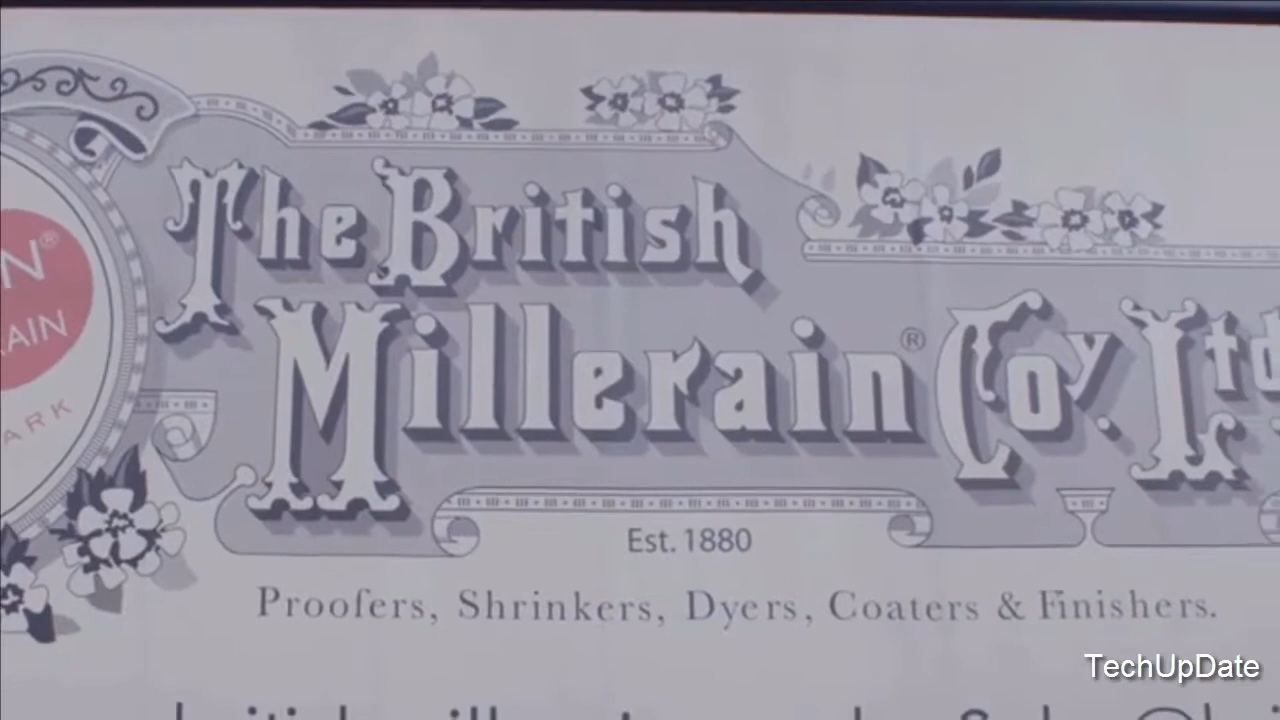 The British
Millerain® Coy. Ltd
Est. 1880
Proofers, Shrinkers, Dyers, Coaters & Finishers.
TechUpDate